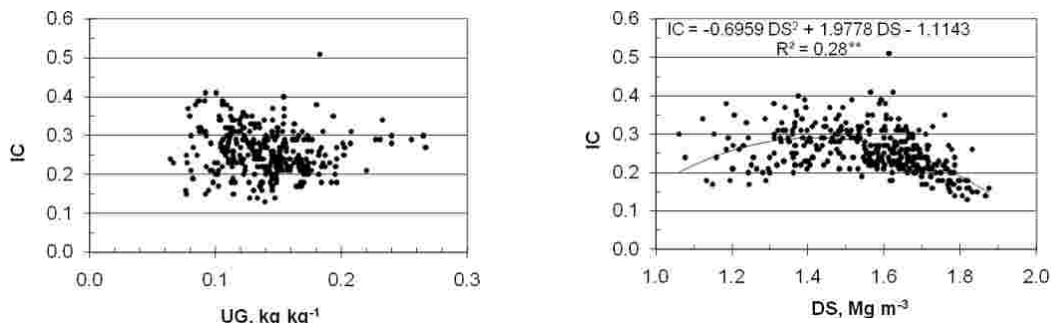 0.6
0.5
0.4
0.3
0.2
0.1
0.0
IC
0.0 0.1 0.2 0.3
UG, kg kg⁻¹
IC = -0.6959 DS² + 1.9778 DS - 1.1143
R² = 0.28**
0.6
0.5
0.4
0.3
0.2
0.1
0.0
IC
1.0 1.2 1.4 1.6 1.8 2.0
DS, Mg m⁻³